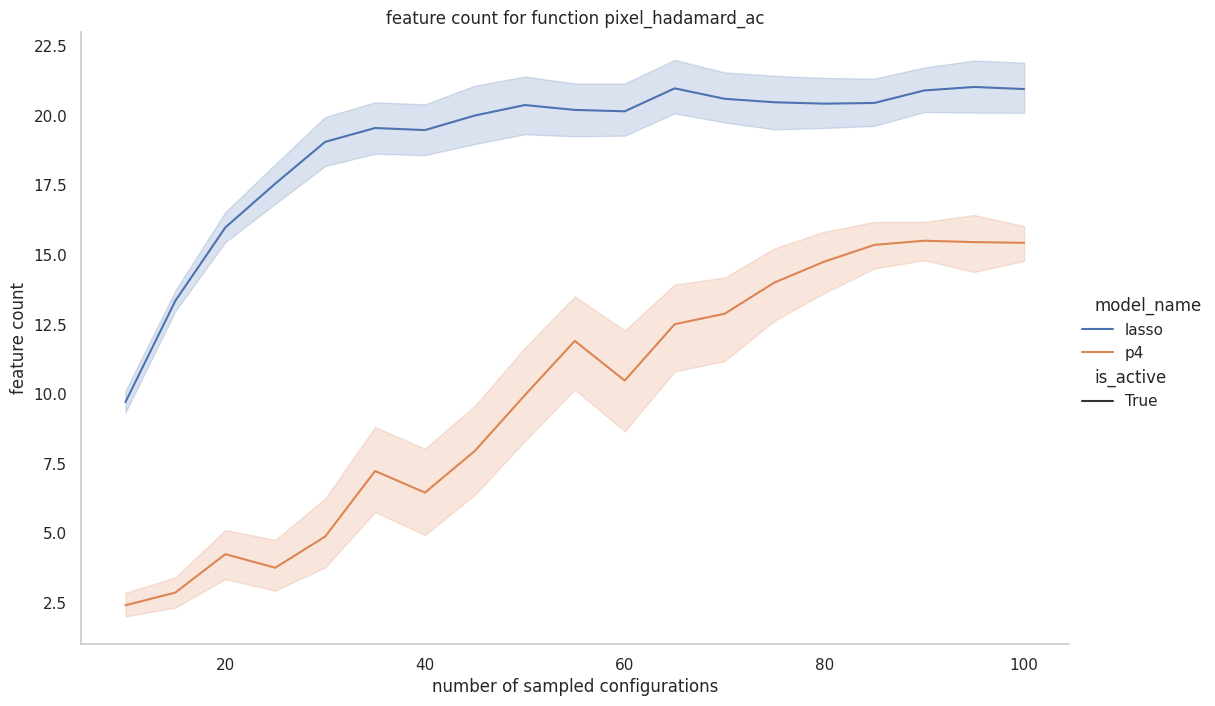 feature count for function pixel_hadamard_ac
22.5
20.0
17.5
15.0
12.5
10.0
7.5
5.0
2.5
feature count
20
40
60
80
100
number of sampled configurations
model_name
lasso
p4
is_active
True